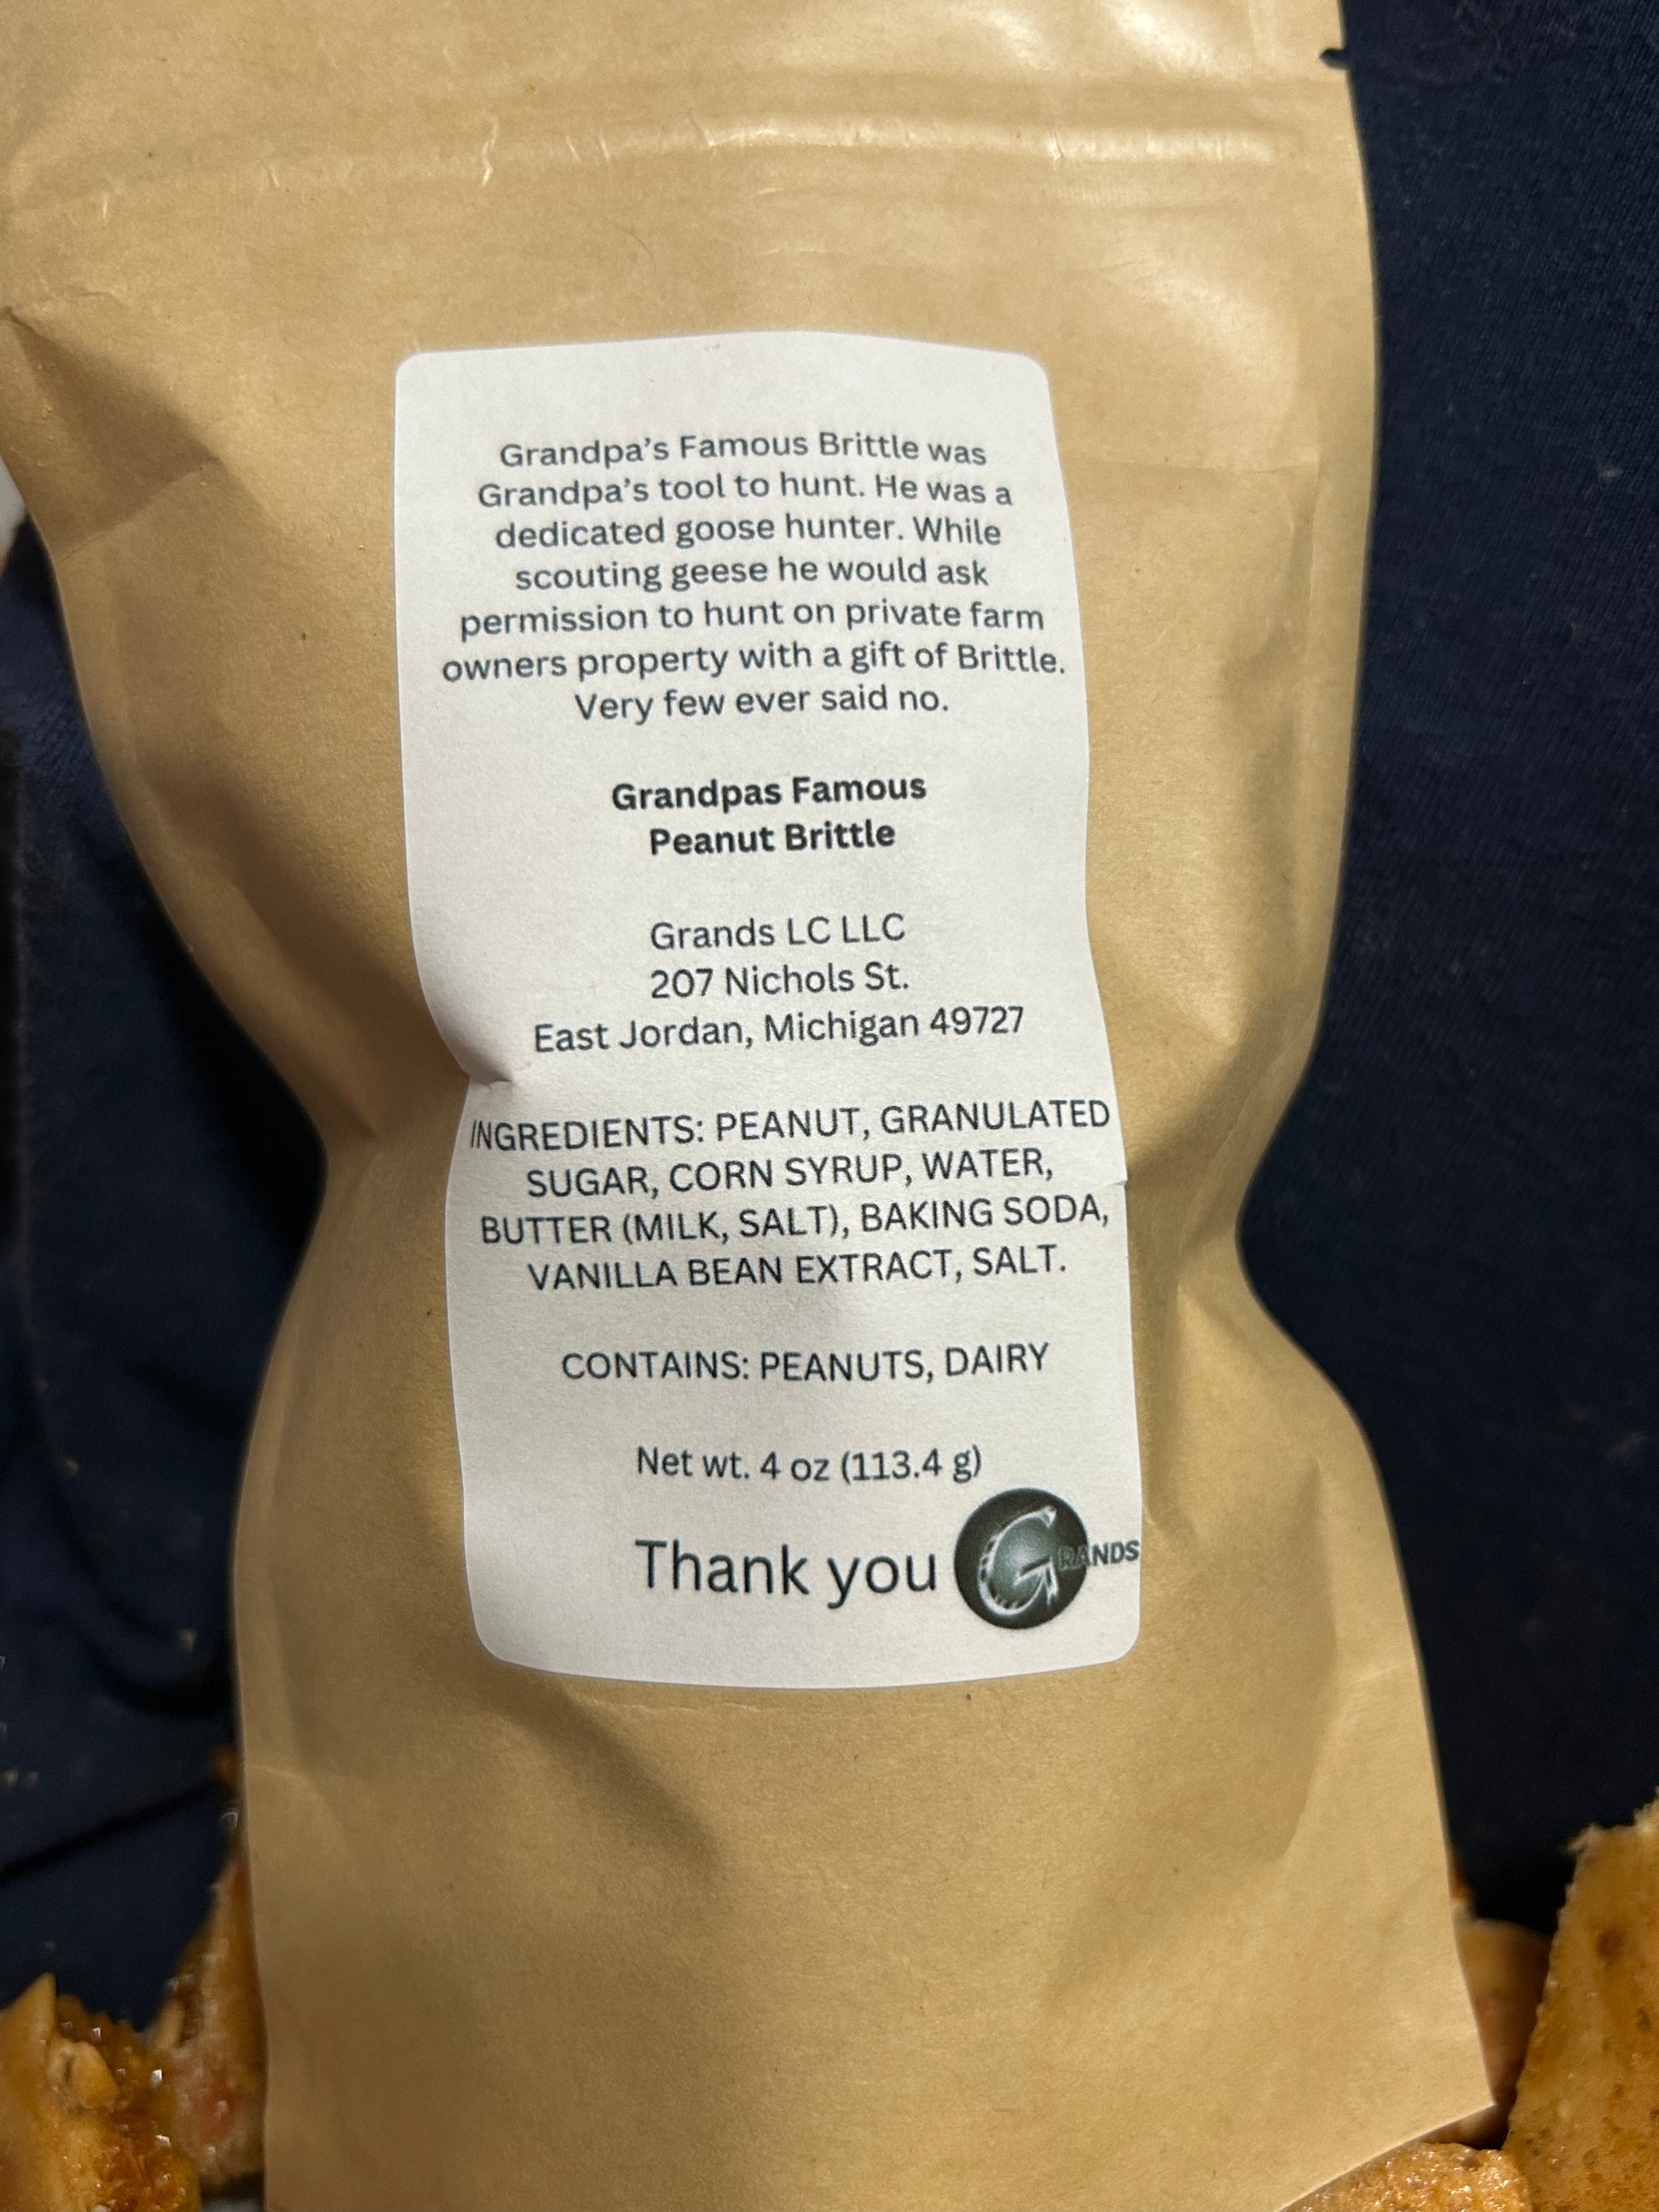 Grandpa's Famous Brittle was
Grandpa's tool to hunt. He was a
dedicated goose hunter. While
scouting geese he would ask
permission to hunt on private farm
owners property with a gift of Brittle.
Very few ever said no.
Grandpas Famous
Peanut Brittle
Grands LC LLC
207 Nichols St.
East Jordan, Michigan 49727
INGREDIENTS: PEANUT, GRANULATED
SUGAR, CORN SYRUP, WATER,
BUTTER (MILK, SALT), BAKING SODA,
VANILLA BEAN EXTRACT, SALT.
CONTAINS: PEANUTS, DAIRY
Net wt. 4 oz (113.4 g)
Thank you GRANDS